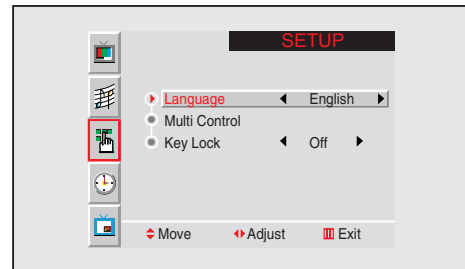 SETUP
Language English
Multi Control
Key Lock Off
Move Adjust Exit